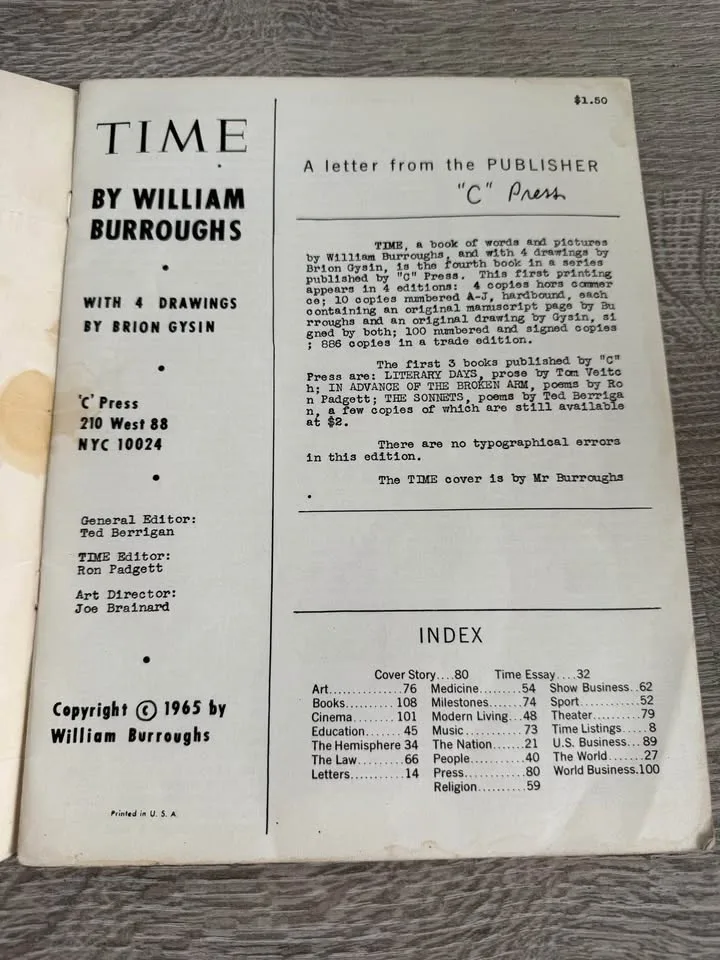 TIME
BY WILLIAM
BURROUGHS
WITH 4 DRAWINGS
BY BRION GYSIN
'C' Press
210 West 88
NYC 10024
General Editor:
Ted Berrigan
TIME Editor:
Ron Padgett
Art Director:
Joe Brainard
Copyright © 1965 by
William Burroughs
Printed in U. S. A.
$1.50
A letter from the PUBLISHER
"C" Press
TIME, a book of words and pictures
by William Burroughs, and with 4 drawings by
Brion Gysin, is the fourth book in a series
published by "C" Press. This first printing
appears in 4 editions: 4 copies hors commer
ce; 10 copies numbered A-J, hardbound, each
containing an original manuscript page by Bu
rroughs and an original drawing by Gysin, si
gned by both; 100 numbered and signed copies
; 886 copies in a trade edition.
The first 3 books published by "C"
Press are: LITERARY DAYS, prose by Tom Veitc
h; IN ADVANCE OF THE BROKEN ARM, poems by Ro
n Padgett; THE SONNETS, poems by Ted Berriga
n, a few copies of which are still available
at $2.
There are no typographical errors
in this edition.
The TIME cover is by Mr Burroughs
.
INDEX
Cover Story....80 Time Essay....32
Art..............76 Medicine.........54 Show Business..62
Books..........108 Milestones.......74 Sport............52
Cinema.........101 Modern Living...48 Theater..........79
Education.......45 Music............73 Time Listings.....8
The Hemisphere 34 The Nation.......21 U.S. Business...89
The Law.........66 People...........40 The World.......27
Letters..........14 Press............80 World Business.100
Religion.........59